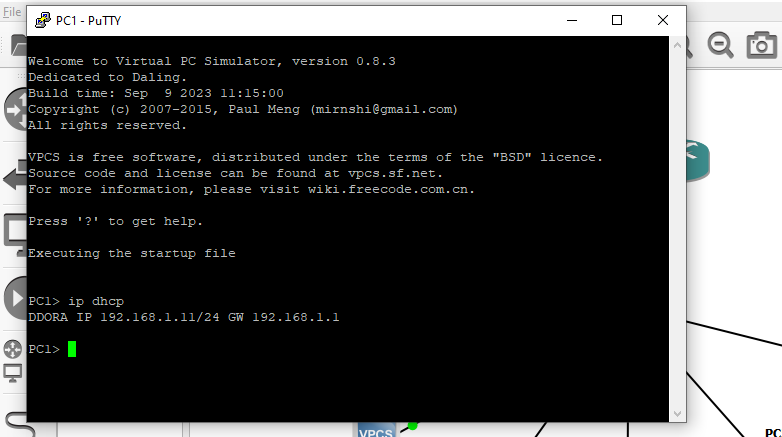 File
PC1 - PuTTY
Welcome to Virtual PC Simulator, version 0.8.3
Dedicated to Daling.
Build time: Sep  9 2023 11:15:00
Copyright (c) 2007-2015, Paul Meng (mirnshi@gmail.com)
All rights reserved.
VPCS is free software, distributed under the terms of the "BSD" licence.
Source code and license can be found at vpcs.sf.net.
For more information, please visit wiki.freecode.com.cn.
Press '?' to get help.
Executing the startup file
PC1> ip dhcp
DDORA IP 192.168.1.11/24 GW 192.168.1.1
PC1>
VPCS
PC